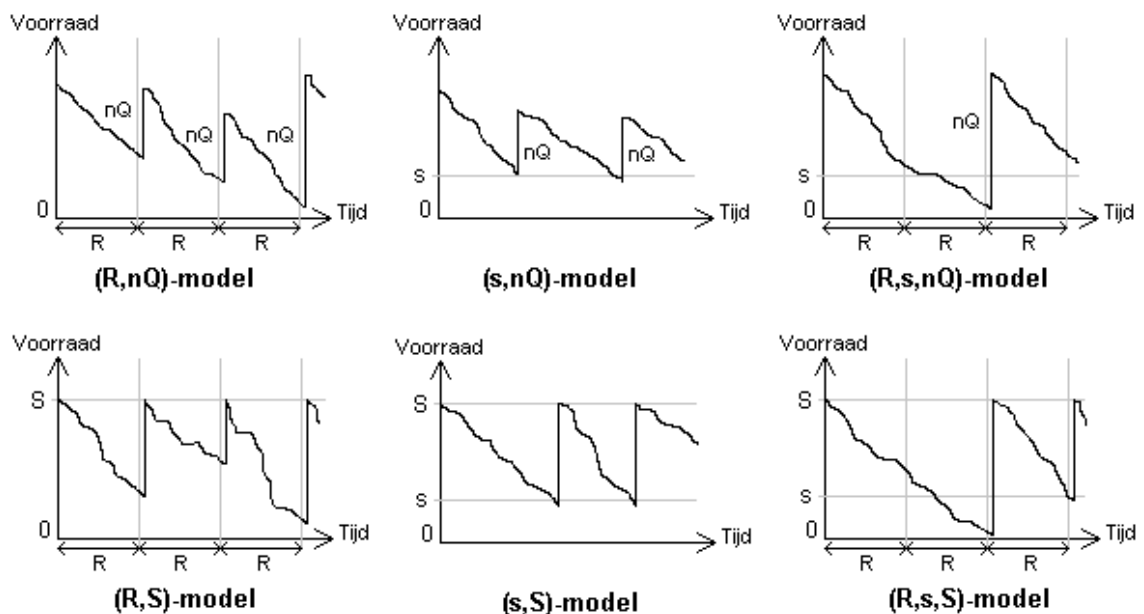 Voorraad
nQ
nQ
nQ
0
Tijd
R
R
R
(R,nQ)-model
Voorraad
nQ
nQ
s
0
Tijd
(s,nQ)-model
Voorraad
nQ
s
0
Tijd
R
R
R
(R,s,nQ)-model
Voorraad
S
0
Tijd
R
R
R
(R,S)-model
Voorraad
S
s
0
Tijd
(s,S)-model
Voorraad
S
s
0
Tijd
R
R
R
(R,s,S)-model